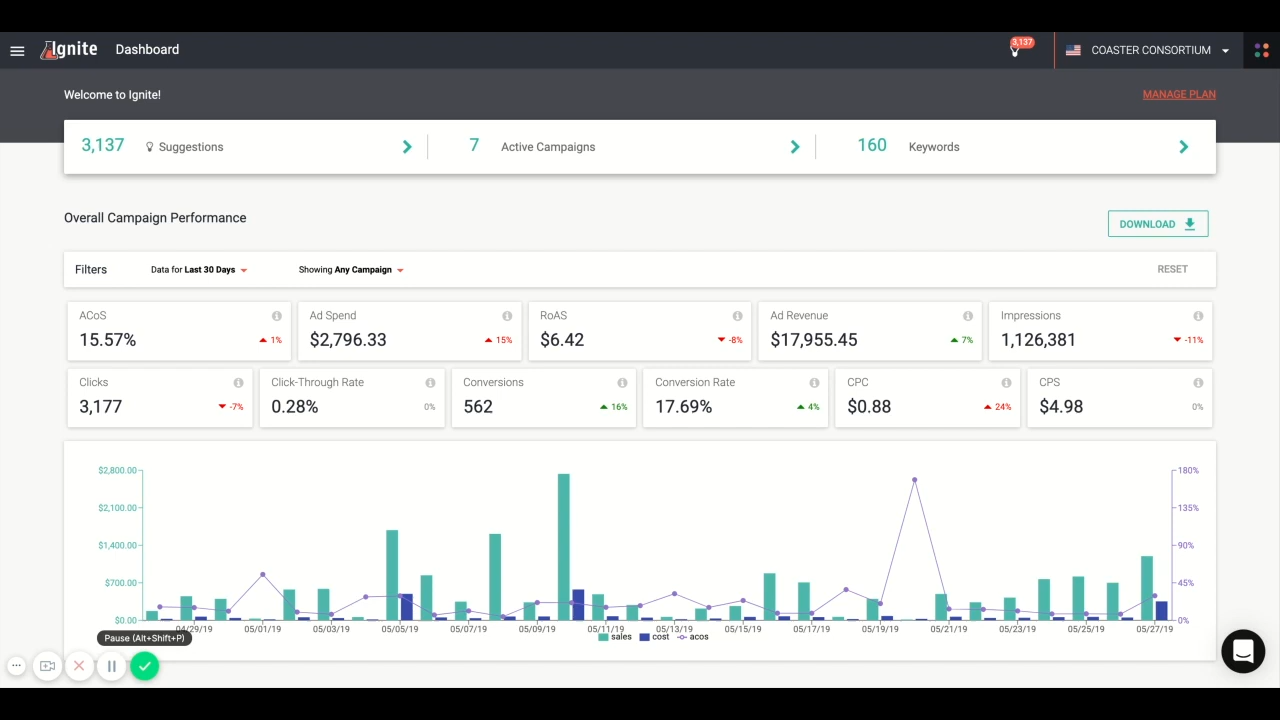 Ignite Dashboard 3,137 COASTER CONSORTIUM
Welcome to Ignite! MANAGE PLAN
3,137 Suggestions 7 Active Campaigns 160 Keywords
Overall Campaign Performance
DOWNLOAD
Filters Data for Last 30 Days Showing Any Campaign RESET
ACoS Ad Spend RoAS Ad Revenue Impressions
15.57% 1% $2,796.33 15% $6.42 -8% $17,955.45 7% 1,126,381 -11%
Clicks Click-Through Rate Conversions Conversion Rate CPC CPS
3,177 -7% 0.28% 0% 562 16% 17.69% 4% $0.88 24% $4.98 0%
$2,800.00 180%
$2,100.00 135%
$1,400.00 90%
$700.00 45%
$0.00 0%
04/29/19 05/01/19 05/03/19 05/05/19 05/07/19 05/09/19 05/11/19 05/13/19 05/15/19 05/17/19 05/19/19 05/21/19 05/23/19 05/25/19 05/27/19
sales cost acos
Pause (Alt+Shift+P)